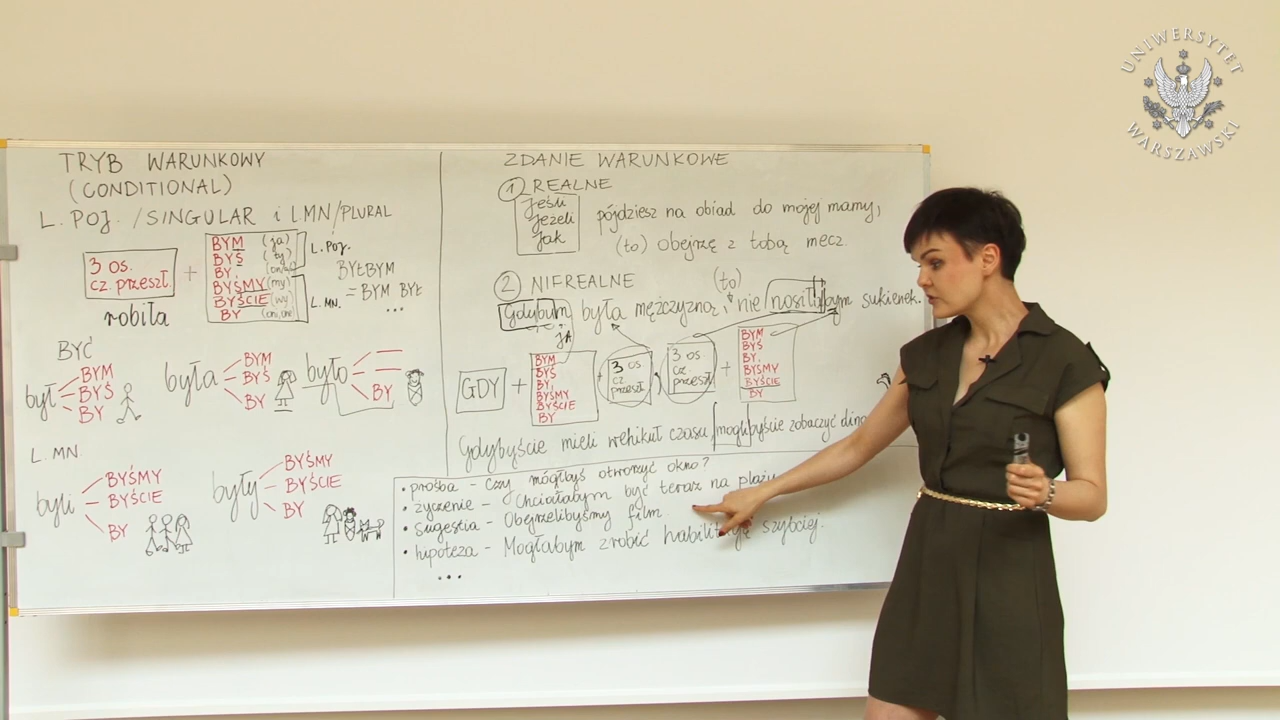 UNIWERSYTET
WARSZAWSKI
TRYB WARUNKOWY
(CONDITIONAL)
L. POJ. /SINGULAR i L.MN/PLURAL
3 os.
cz. przeszł.
+
BYM (ja)
BYŚ (ty)
BY
BYŚMY (my)
BYŚCIE (wy)
BY (oni, one)
L. POJ.
L. MN.
BYŁBYM
= BYM BYŁ
...
robiła
BYĆ
był
BYM
BYŚ
BY
była
BYM
BYŚ
BY
było
BY
L. MN.
byli
BYŚMY
BYŚCIE
BY
były
BYŚMY
BYŚCIE
BY
ZDANIE WARUNKOWE
1 REALNE
Jeśli
Jeżeli
Jak
pójdziesz na obiad do mojej mamy,
(to) obejrzę z tobą mecz.
2 NIEREALNE
(to)
Gdybym była mężczyzną, nie nosiłabym sukienek.
ja
GDY +
BYM
BYŚ
BY,
BYŚMY
BYŚCIE
BY
+ 3 os
cz
przeszł
,
3 os.
cz.
przeszł
+
BYM
BYŚ
BY,
BYŚMY
BYŚCIE
BY
Gdybyście mieli wehikuł czasu, moglibyście zobaczyć dino
• prośba – Czy mógłbyś otworzyć okno?
• życzenie – Chciałabym być teraz na plaży
• sugestia – Obejrzelibyśmy film.
• hipoteza – Mogłabym zrobić habilitację szybciej.
...